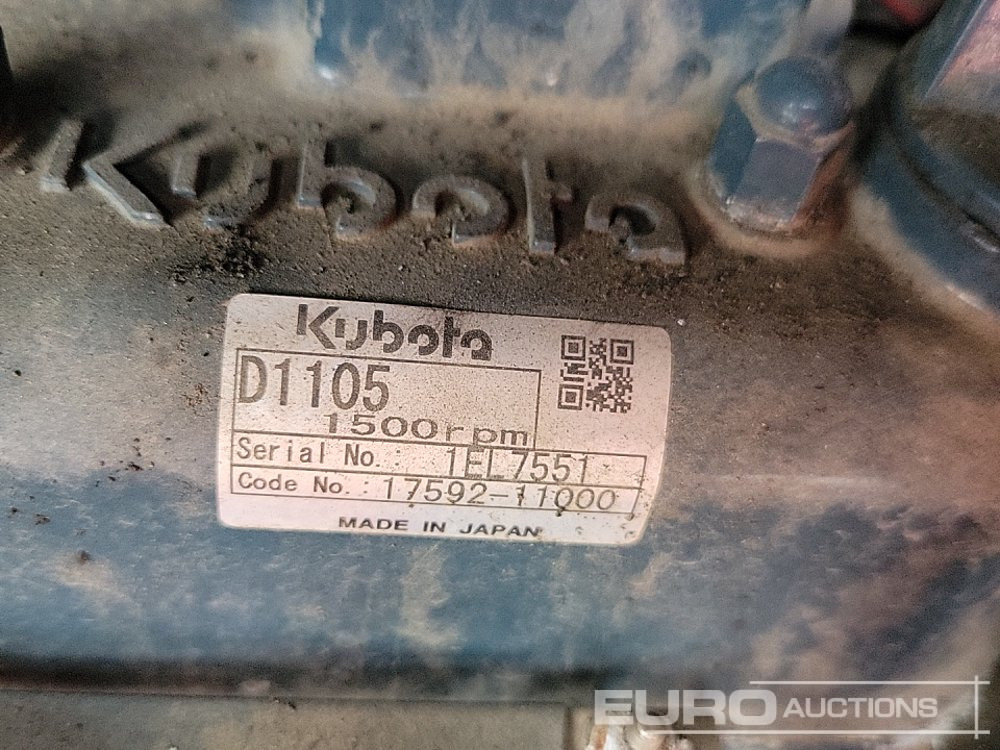 Kubota
Kubota
D1105
1500rpm
Serial No.: 1EL7551
Code No.: 17592-11000
MADE IN JAPAN
EURO AUCTIONS